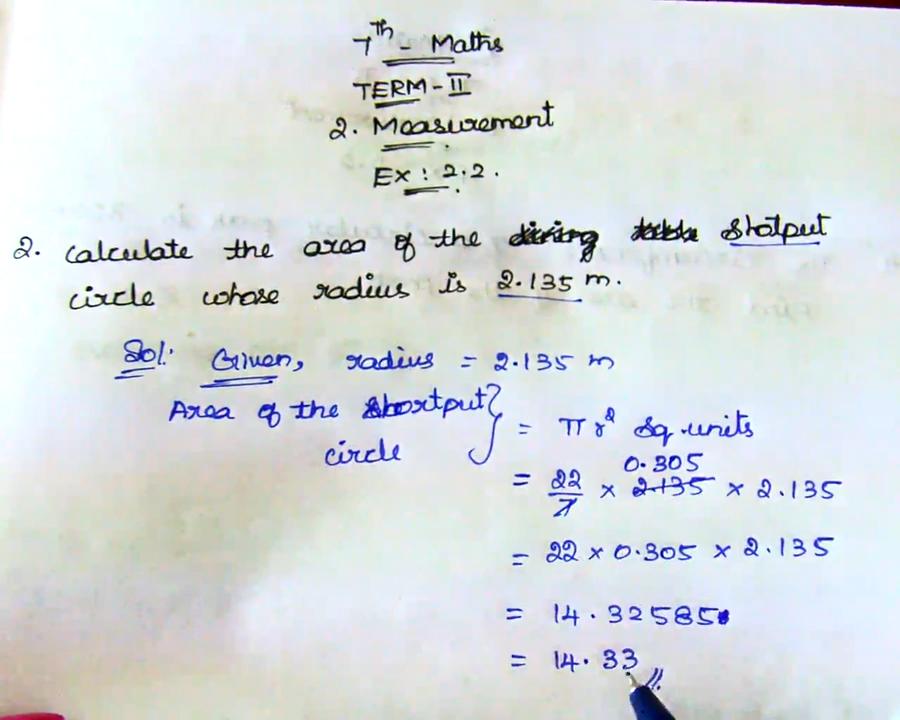 7th - Maths
TERM - II
2. Measurement
Ex : 2.2.
2. Calculate the area of the shotput
circle whose radius is 2.135 m.
Sol: Given, radius = 2.135 m
Area of the shortput
circle } = πr² Sq.units
0.305
= 22/7 × 2.135 × 2.135
= 22 × 0.305 × 2.135
= 14.32585
= 14.33